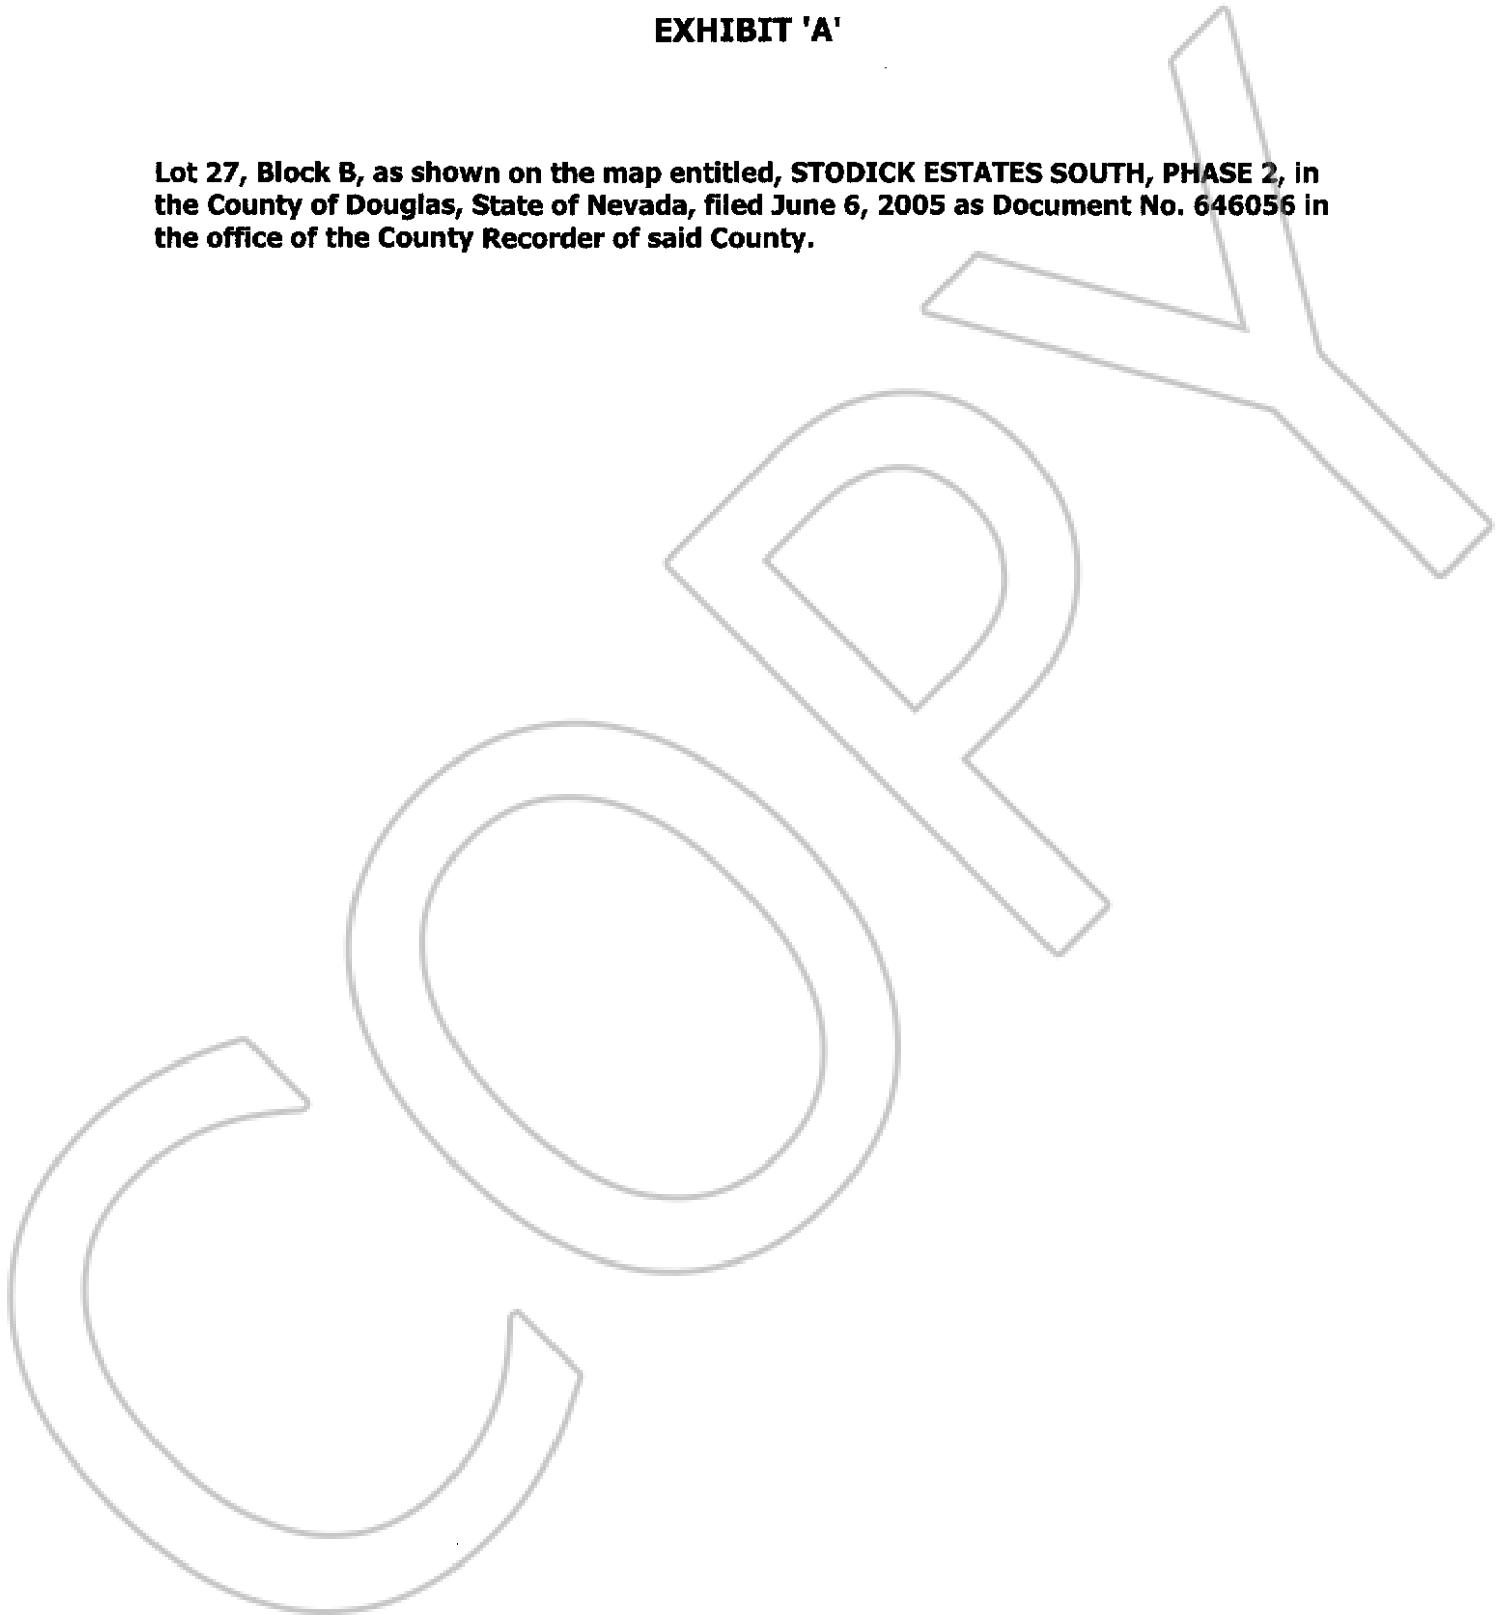 EXHIBIT 'A'
Lot 27, Block B, as shown on the map entitled, STODICK ESTATES SOUTH, PHASE 2, in
the County of Douglas, State of Nevada, filed June 6, 2005 as Document No. 646056 in
the office of the County Recorder of said County.
COPY